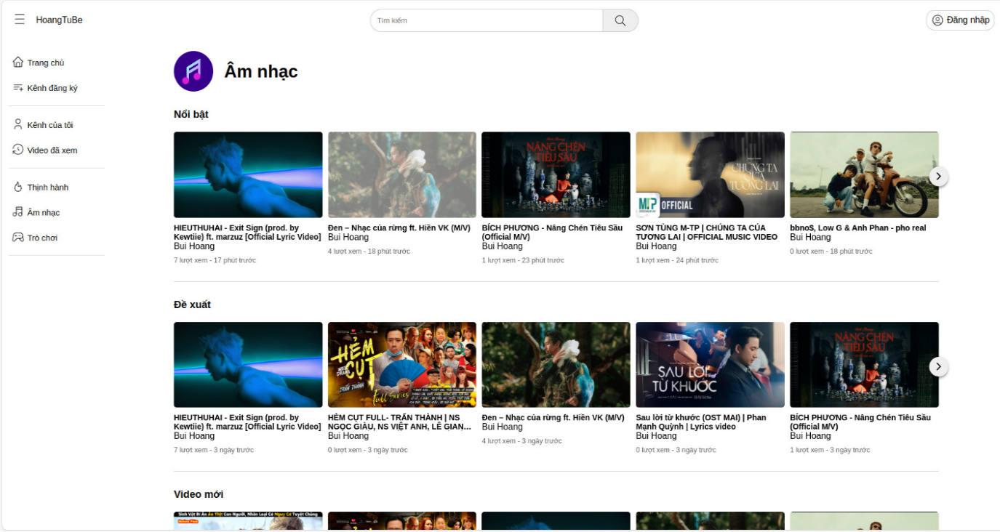 HoangTuBe
Tìm kiếm
Đăng nhập
Trang chủ
Kênh đăng ký
Kênh của tôi
Video đã xem
Thịnh hành
Âm nhạc
Trò chơi
Âm nhạc
Nổi bật
NÂNG CHÉN
TIÊU SẦU
CHÚNG TA
CỦA
TƯƠNG LAI
OFFICIAL
HIEUTHUHAI - Exit Sign (prod. by
Kewtiie) ft. marzuz [Official Lyric Video]
Bui Hoang
7 lượt xem - 17 phút trước
Đen – Nhạc của rừng ft. Hiền VK (M/V)
Bui Hoang
4 lượt xem - 18 phút trước
BÍCH PHƯƠNG - Nâng Chén Tiêu Sầu
(Official M/V)
Bui Hoang
1 lượt xem - 23 phút trước
SƠN TÙNG M-TP | CHÚNG TA CỦA
TƯƠNG LAI | OFFICIAL MUSIC VIDEO
Bui Hoang
1 lượt xem - 24 phút trước
bbno$, Low G & Anh Phan - pho real
Bui Hoang
0 lượt xem - 18 phút trước
Đề xuất
HẺM
CỤT
WEB
DRAMA
TRẤN THÀNH
Full Series
SAU LỜI
TỪ KHƯỚC
NÂNG CHÉN
TIÊU SẦU
HIEUTHUHAI - Exit Sign (prod. by
Kewtiie) ft. marzuz [Official Lyric Video]
Bui Hoang
7 lượt xem - 3 ngày trước
HẺM CỤT FULL- TRẤN THÀNH | NS
NGỌC GIÀU, NS VIỆT ANH, LÊ GIANG...
Bui Hoang
0 lượt xem - 3 ngày trước
Đen – Nhạc của rừng ft. Hiền VK (M/V)
Bui Hoang
4 lượt xem - 3 ngày trước
Sau lời từ khước (OST MAI) | Phan
Mạnh Quỳnh | Lyrics video
Bui Hoang
0 lượt xem - 3 ngày trước
BÍCH PHƯƠNG - Nâng Chén Tiêu Sầu
(Official M/V)
Bui Hoang
1 lượt xem - 3 ngày trước
Video mới
Sinh Vật Bí Ẩn Ăn Thịt Con Người, Nhân Loại Có Nguy Cơ Tuyệt Chủng